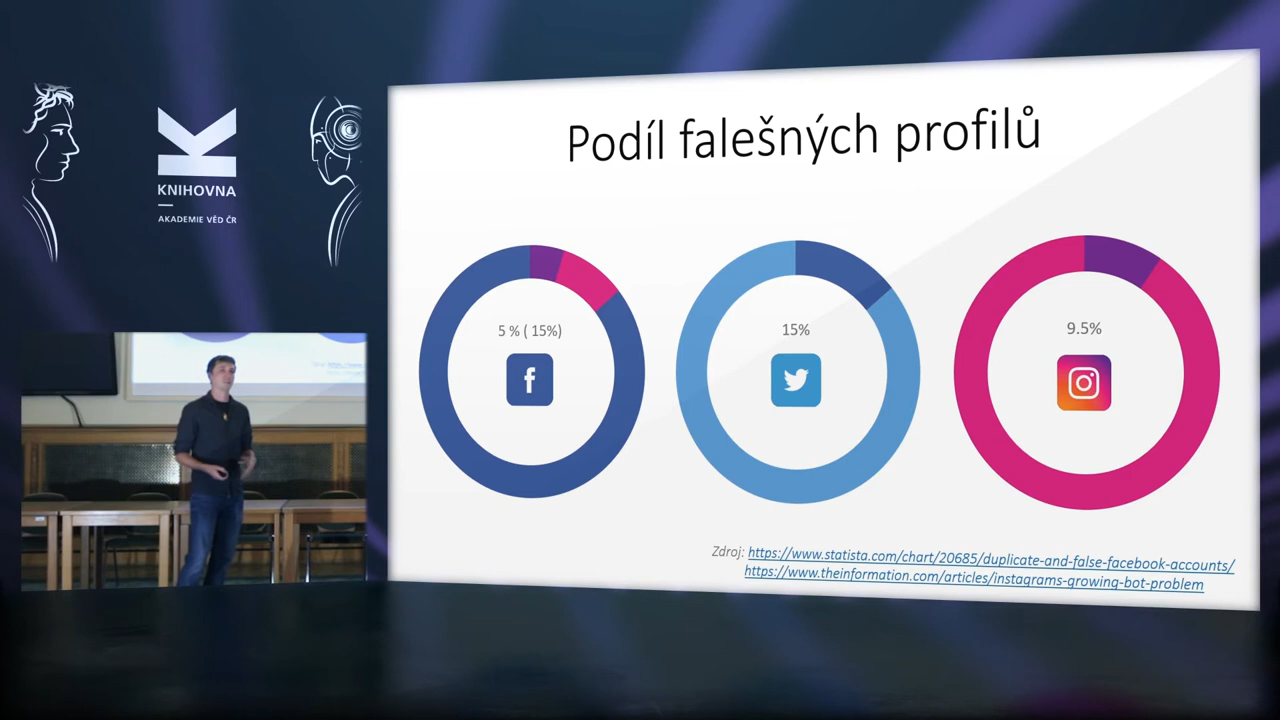 KNIHOVNA
AKADEMIE VĚD ČR
Podíl falešných profilů
5 % ( 15%)
15%
9.5%
Zdroj: https://www.statista.com/chart/20685/duplicate-and-false-facebook-accounts/
https://www.theinformation.com/articles/instagrams-growing-bot-problem